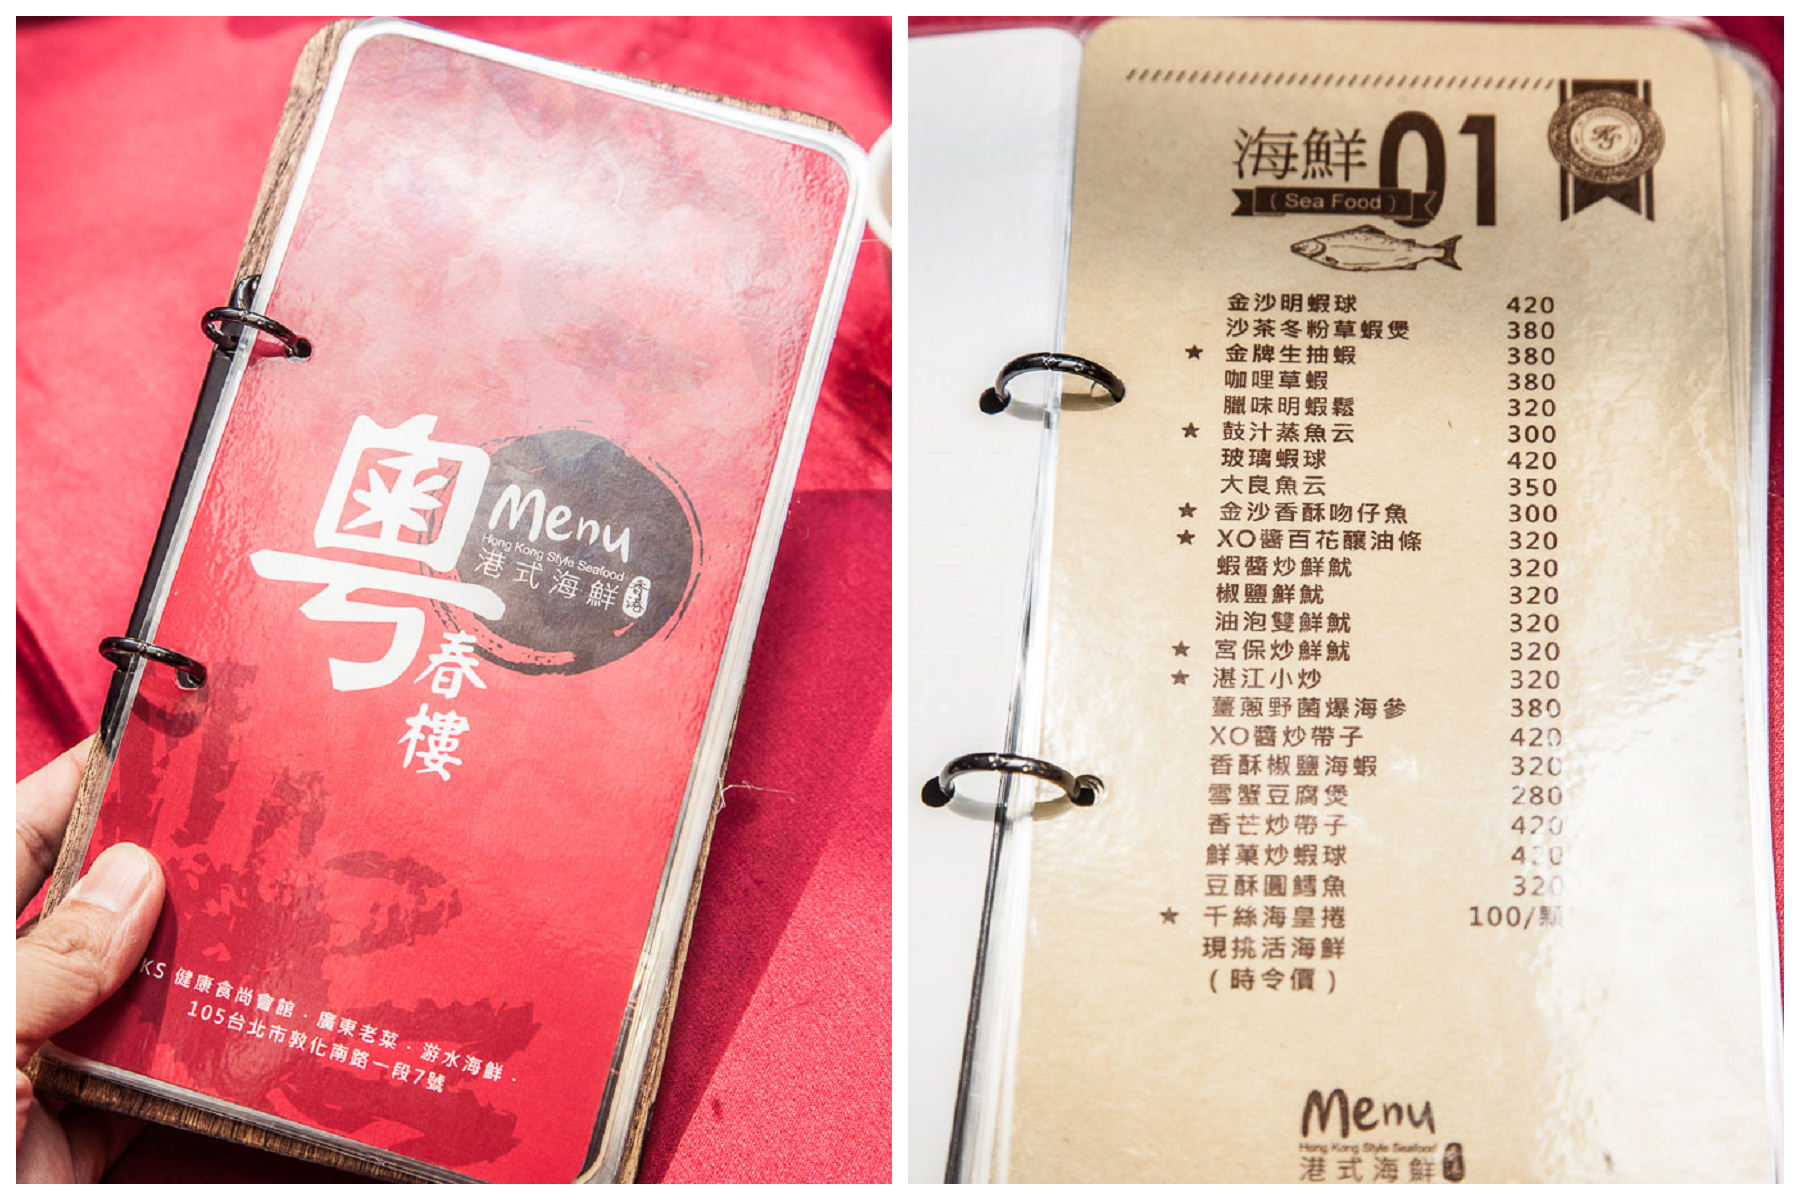 粵
春
樓
Menu
Hong Kong Style Seafood
港式海鮮
香港
KS 健康食尚會館．廣東老菜．游水海鮮．
105台北市敦化南路一段7號
海鮮 01
( Sea Food )
KS
金沙明蝦球 420
沙茶冬粉草蝦煲 380
★ 金牌生抽蝦 380
咖哩草蝦 380
臘味明蝦鬆 320
★ 鼓汁蒸魚云 300
玻璃蝦球 420
大良魚云 350
★ 金沙香酥吻仔魚 300
★ XO醬百花釀油條 320
蝦醬炒鮮魷 320
椒鹽鮮魷 320
油泡雙鮮魷 320
★ 宮保炒鮮魷 320
★ 湛江小炒 320
薑蔥野菌爆海參 380
XO醬炒帶子 420
香酥椒鹽海蝦 320
雪蟹豆腐煲 280
香芒炒帶子 420
鮮菓炒蝦球 420
豆酥圓鱈魚 320
★ 千絲海皇捲 100/顆
現挑活海鮮
(時令價)
Menu
Hong Kong Style Seafood
港式海鮮